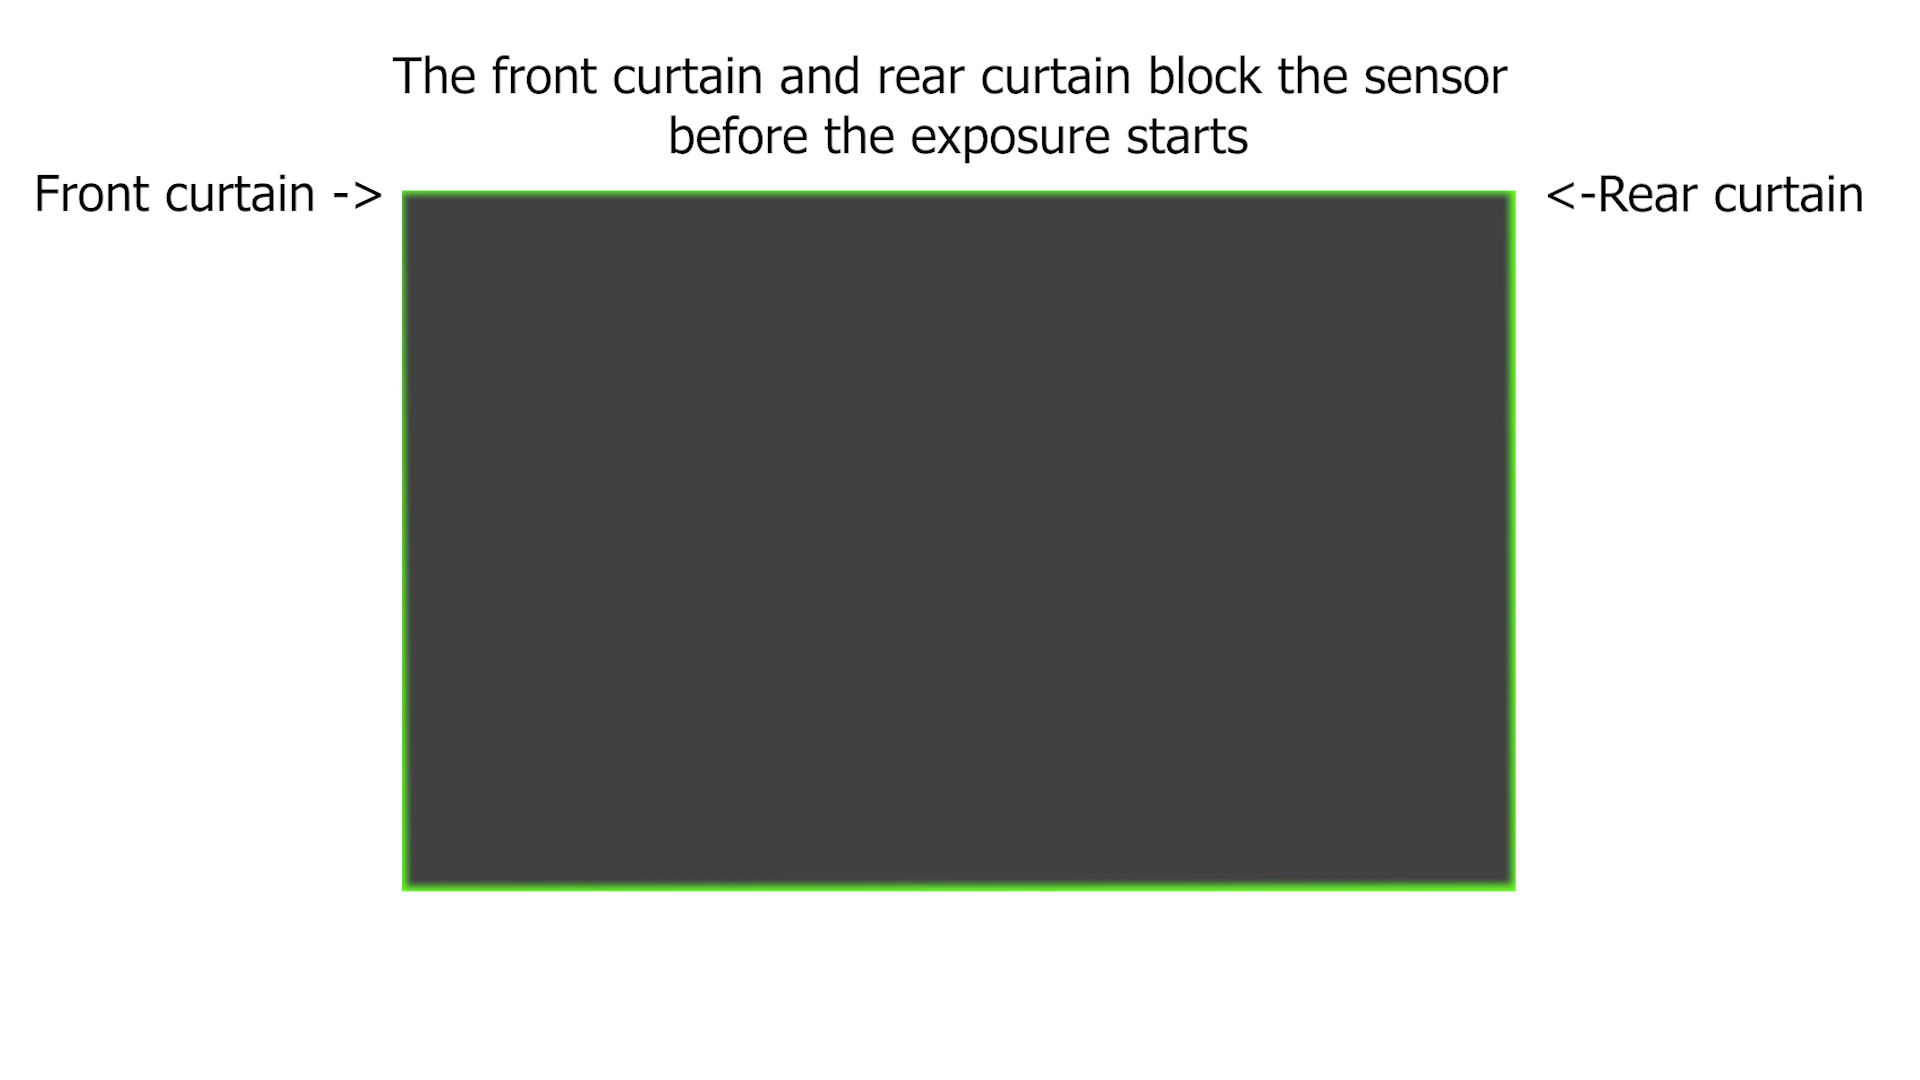 The front curtain and rear curtain block the sensor
before the exposure starts
Front curtain ->
<-Rear curtain